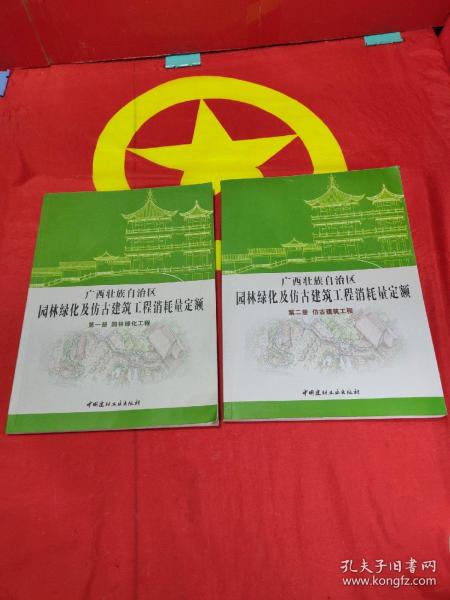 广西壮族自治区
园林绿化及仿古建筑工程消耗量定额
第一册 园林绿化工程
中国建材工业出版社
广西壮族自治区
园林绿化及仿古建筑工程消耗量定额
第二册 仿古建筑工程
中国建材工业出版社
孔夫子旧书网
www.kongfz.com